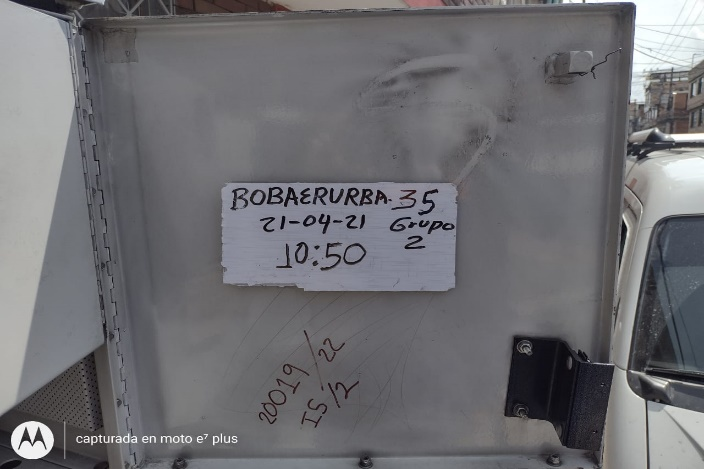 BOBAERURBA-35
21-04-21 Grupo
2
10:50
20019/22
IS/2
capturada en moto e⁷ plus